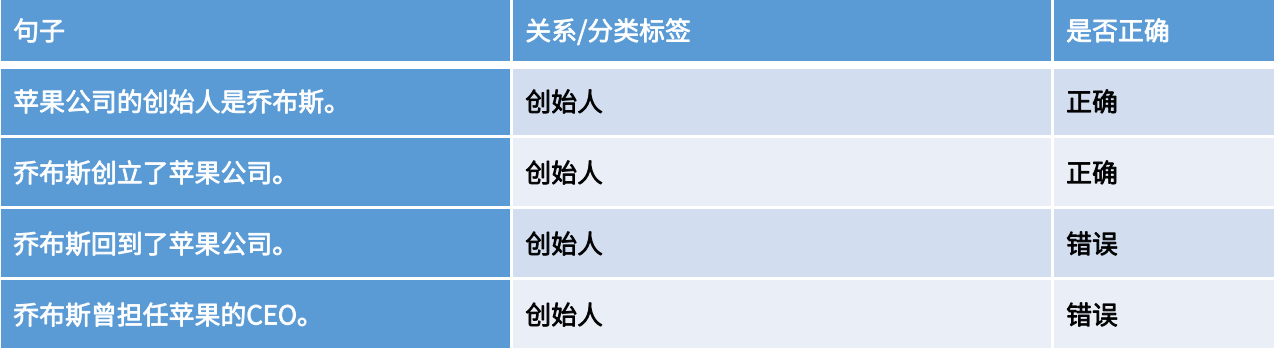 句子 关系/分类标签 是否正确
苹果公司的创始人是乔布斯。 创始人 正确
乔布斯创立了苹果公司。 创始人 正确
乔布斯回到了苹果公司。 创始人 错误
乔布斯曾担任苹果的CEO。 创始人 错误